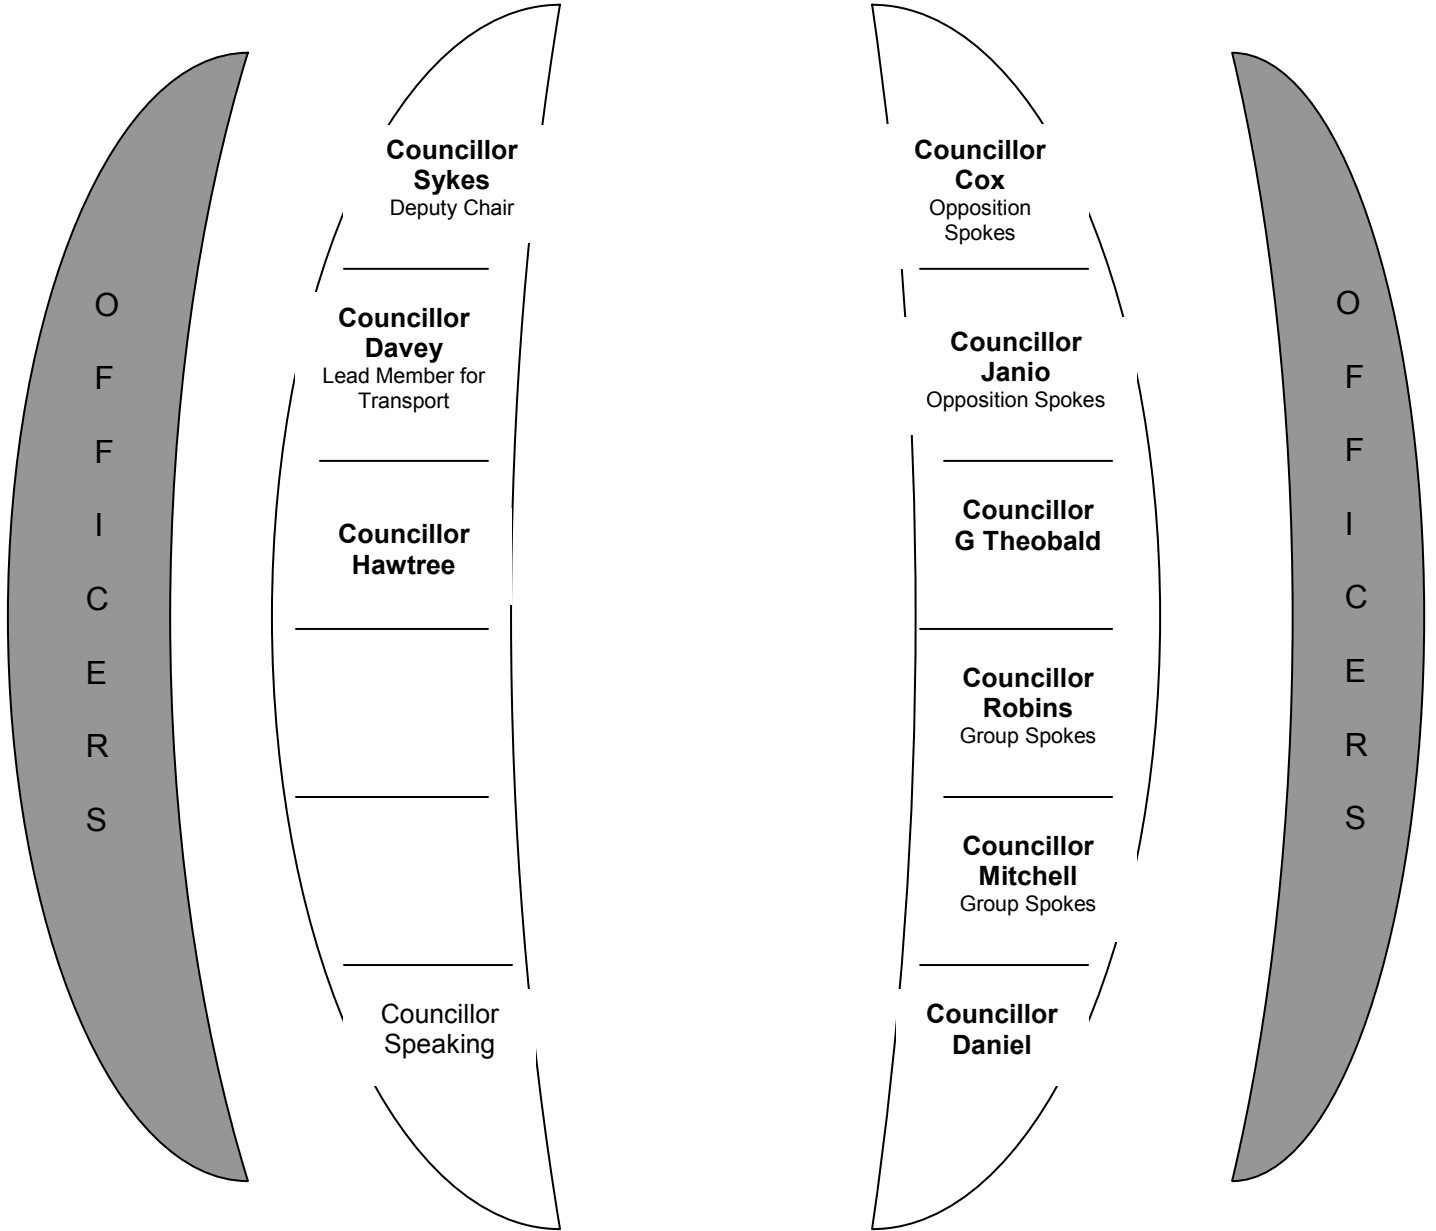 O
F
F
I
C
E
R
S
Councillor
Sykes
Deputy Chair
Councillor
Davey
Lead Member for
Transport
Councillor
Hawtree
Councillor
Speaking
Councillor
Cox
Opposition
Spokes
Councillor
Janio
Opposition Spokes
Councillor
G Theobald
Councillor
Robins
Group Spokes
Councillor
Mitchell
Group Spokes
Councillor
Daniel
O
F
F
I
C
E
R
S